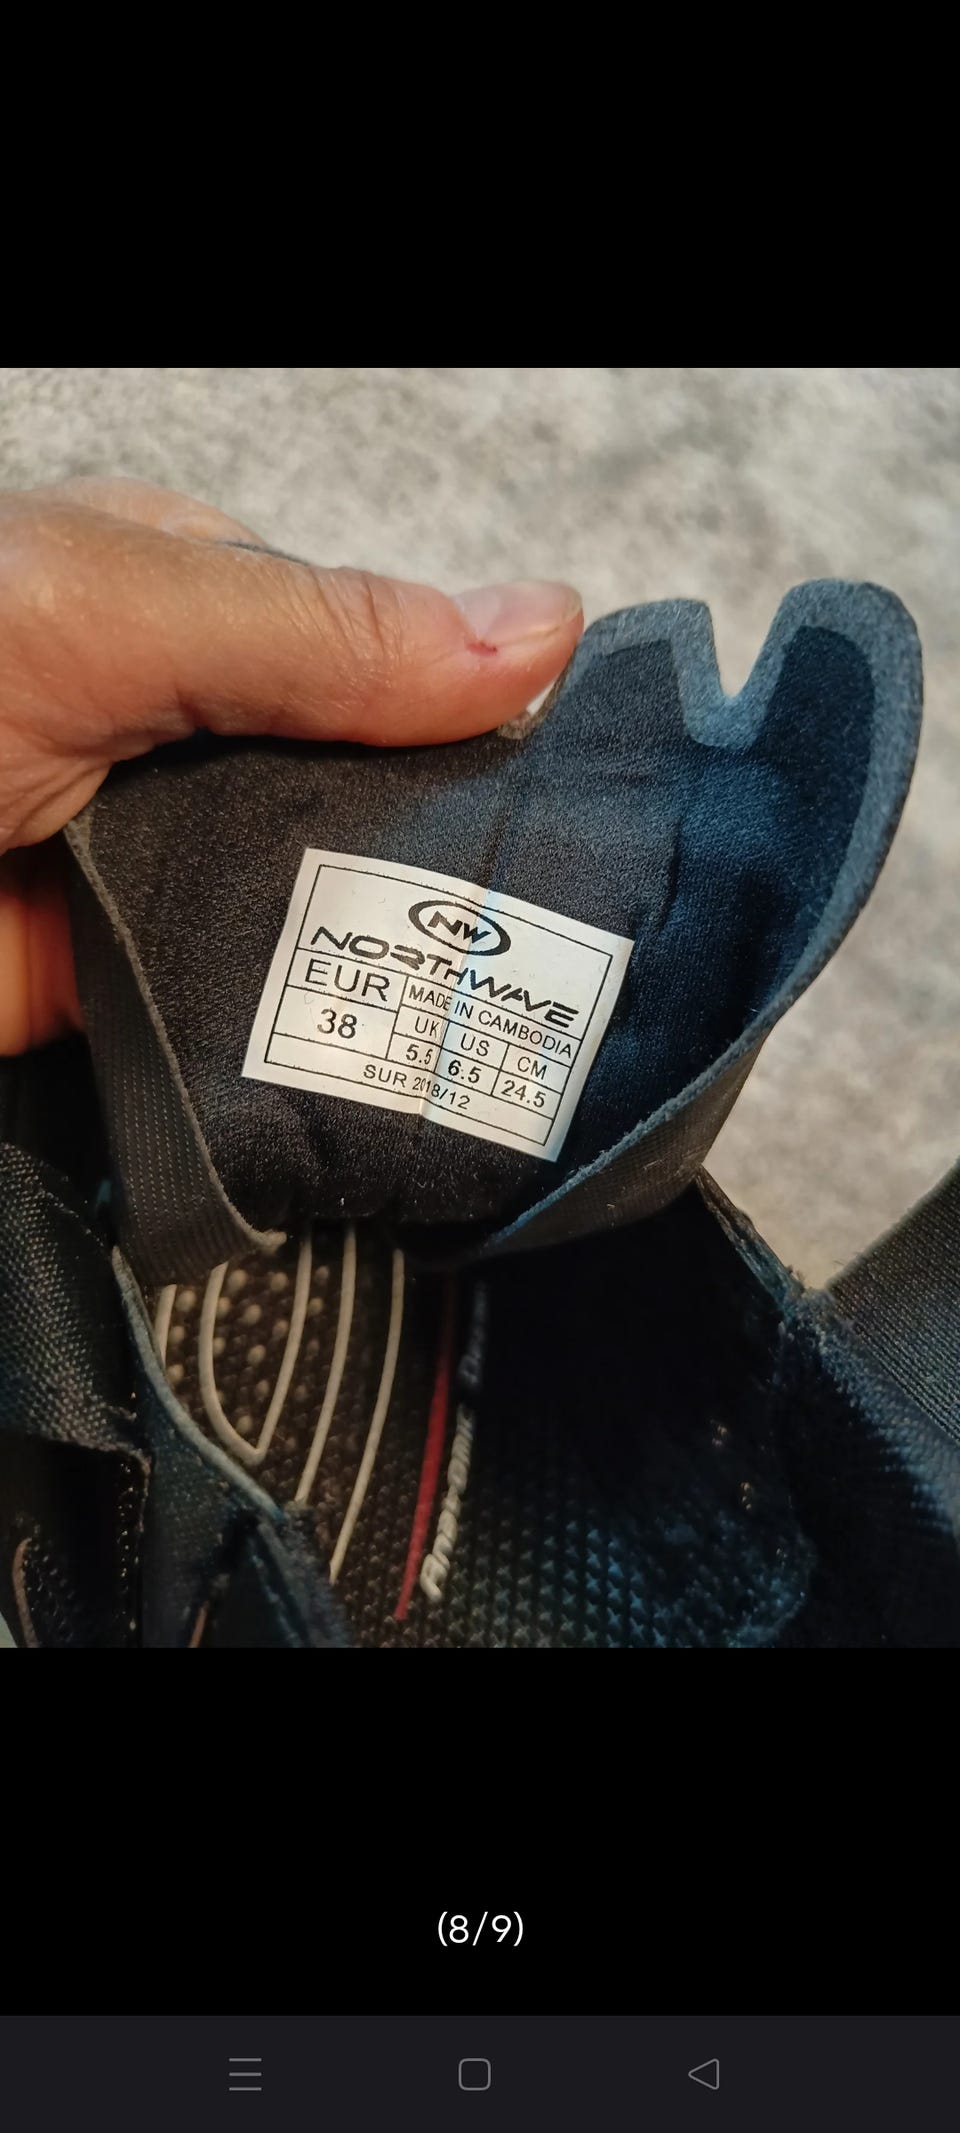 NW
NORTHWAVE
EUR MADE IN CAMBODIA
38 UK US CM
5.5 6.5 24.5
SUR 2018/12
(8/9)